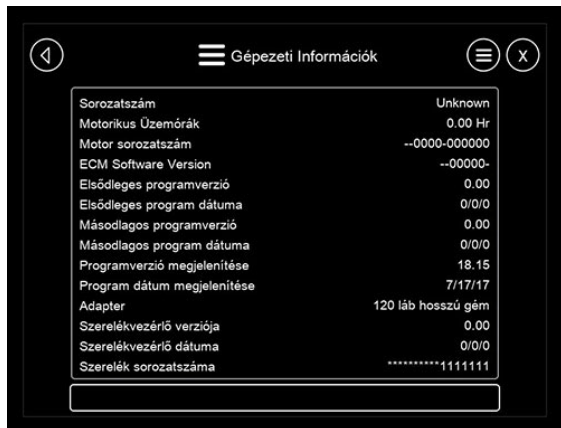 Gépezeti Információk
X
Sorozatszám Unknown
Motorikus Üzemórák 0.00 Hr
Motor sorozatszám --0000-000000
ECM Software Version --00000-
Elsődleges programverzió 0.00
Elsődleges program dátuma 0/0/0
Másodlagos programverzió 0.00
Másodlagos program dátuma 0/0/0
Programverzió megjelenítése 18.15
Program dátum megjelenítése 7/17/17
Adapter 120 láb hosszú gém
Szerelékvezérlő verziója 0.00
Szerelékvezérlő dátuma 0/0/0
Szerelék sorozatszáma **********1111111